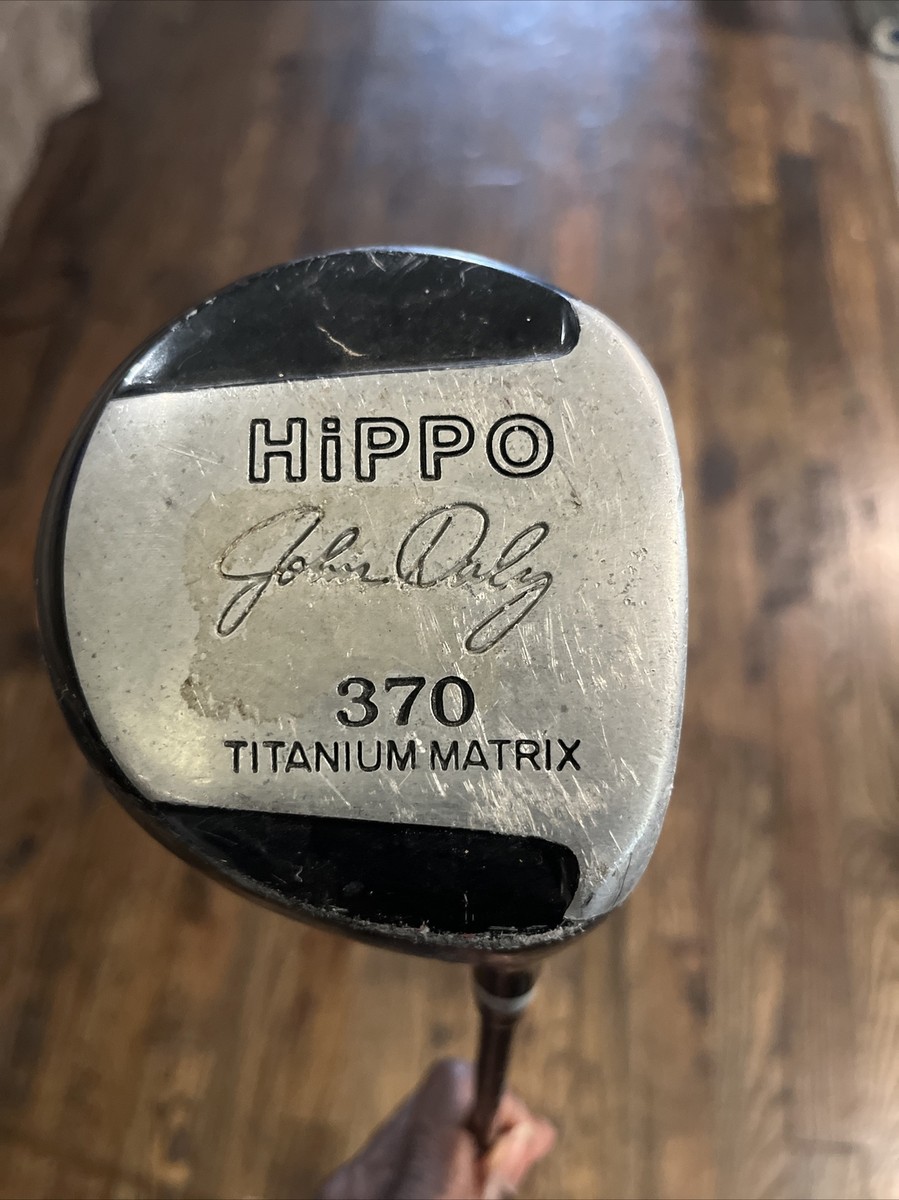 HiPPO
John Daly
370
TITANIUM MATRIX